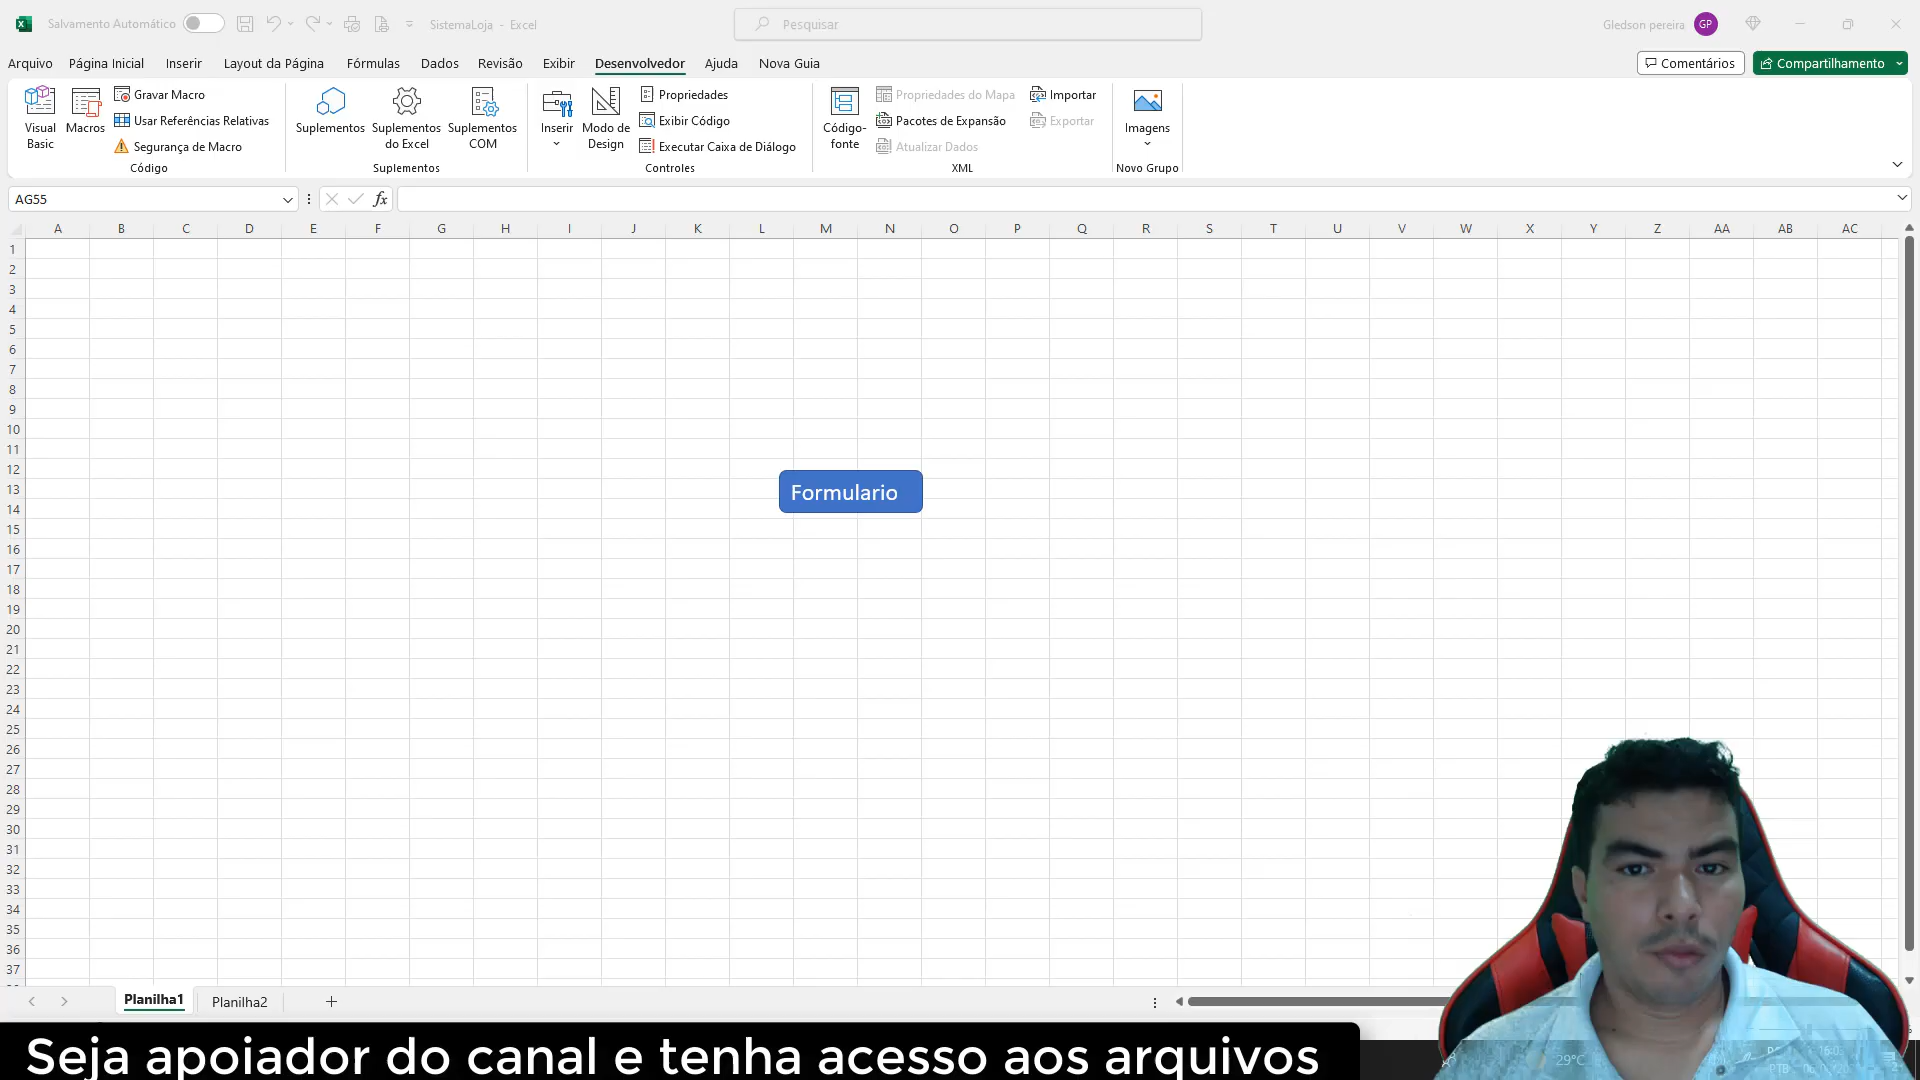 Salvamento Automático
SistemaLoja - Excel
Pesquisar
Gledson pereira
GP
Arquivo
Página Inicial
Inserir
Layout da Página
Fórmulas
Dados
Revisão
Exibir
Desenvolvedor
Ajuda
Nova Guia
Comentários
Compartilhamento
Visual Basic
Macros
Gravar Macro
Usar Referências Relativas
Segurança de Macro
Código
Suplementos
Suplementos do Excel
Suplementos COM
Suplementos
Inserir
Modo de Design
Propriedades
Exibir Código
Executar Caixa de Diálogo
Controles
Código-fonte
Propriedades do Mapa
Pacotes de Expansão
Atualizar Dados
Importar
Exportar
XML
Imagens
Novo Grupo
AG55
fx
A B C D E F G H I J K L M N O P Q R S T U V W X Y Z AA AB AC
1
2
3
4
5
6
7
8
9
10
11
12
13
14
15
16
17
18
19
20
21
22
23
24
25
26
27
28
29
30
31
32
33
34
35
36
37
Formulario
Planilha1
Planilha2
Seja apoiador do canal e tenha acesso aos arquivos
29°C